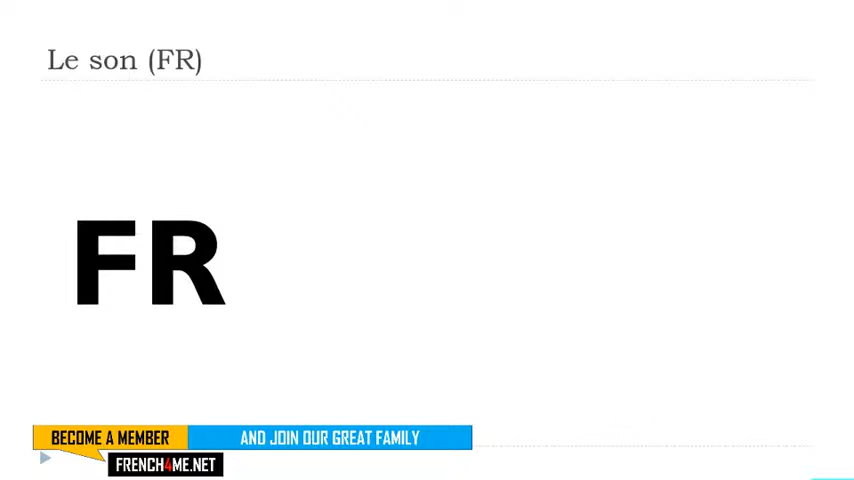 Le son (FR)
FR
BECOME A MEMBER
AND JOIN OUR GREAT FAMILY
FRENCH4ME.NET